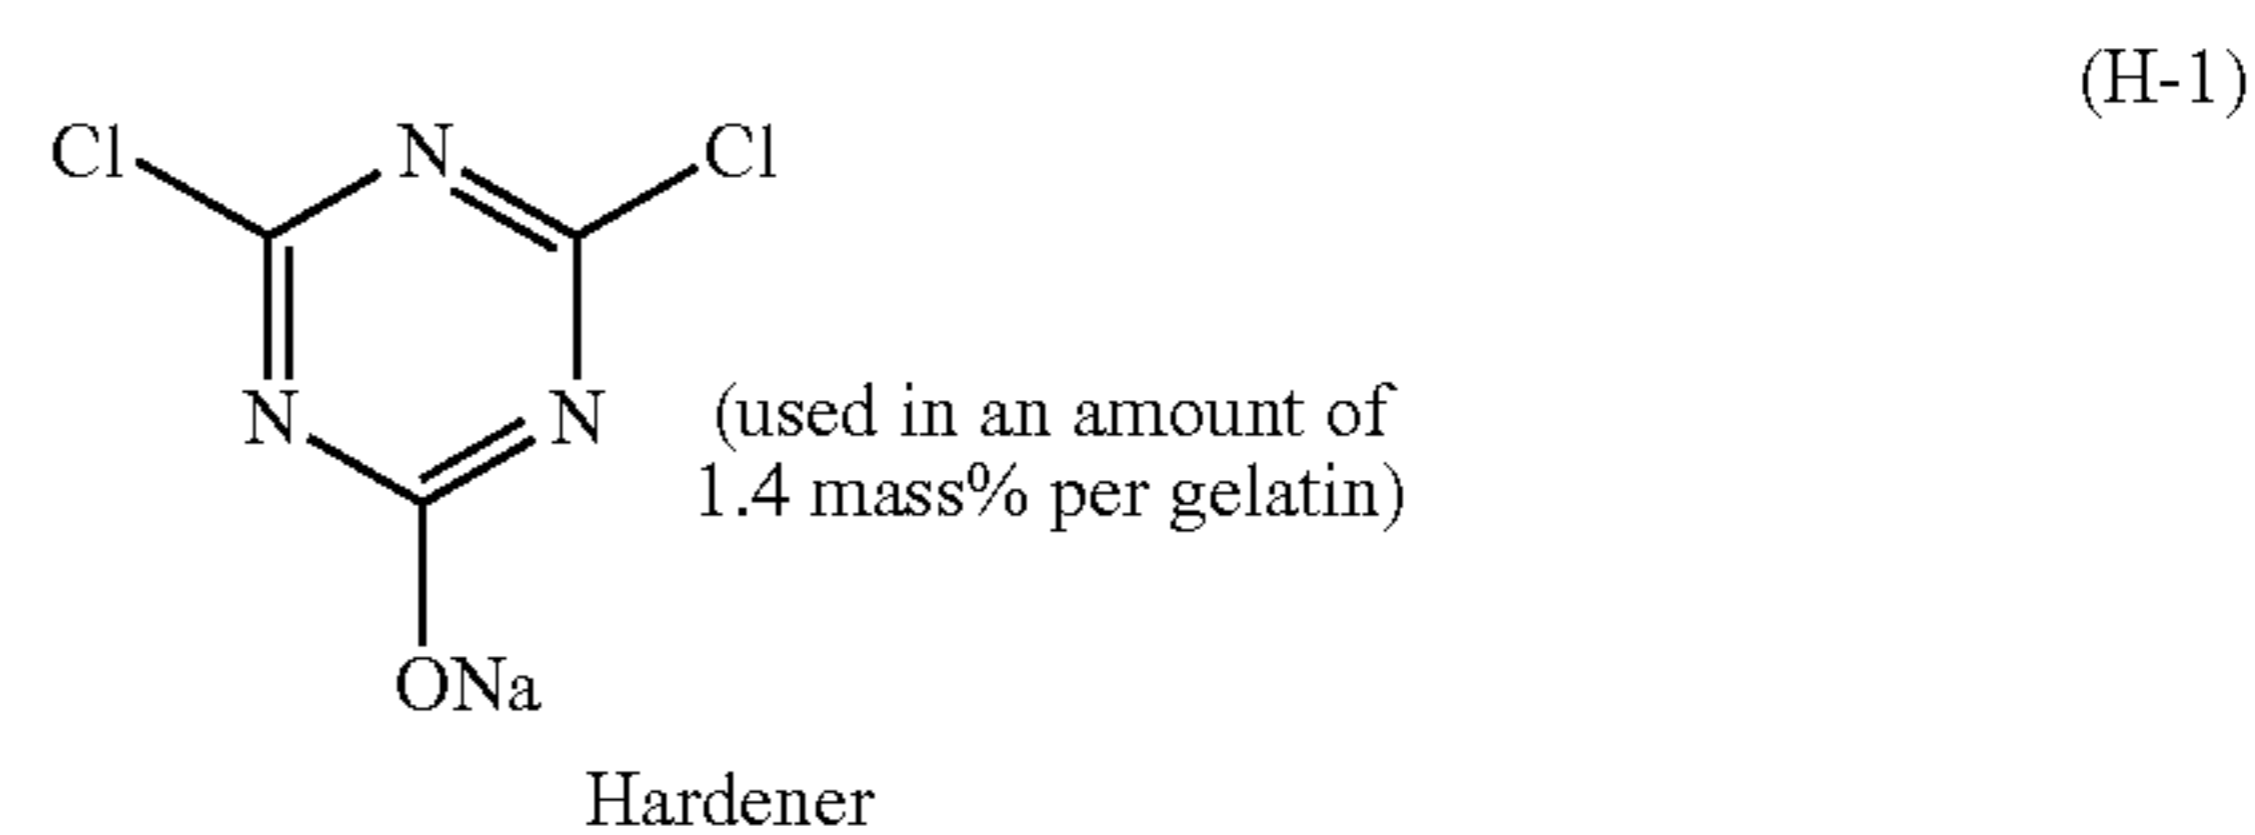 (H-1)
Cl N Cl
N N
(used in an amount of
1.4 mass% per gelatin)
ONa
Hardener